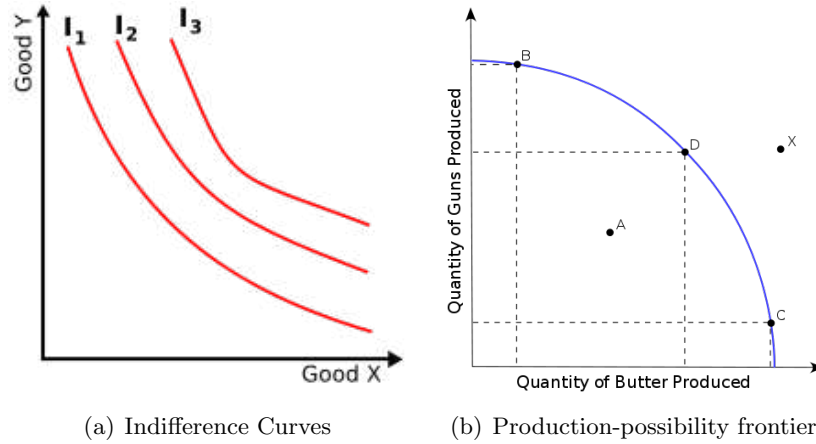 I1
I2
I3
Good Y
Good X
(a) Indifference Curves
B
D
X
A
C
Quantity of Guns Produced
Quantity of Butter Produced
(b) Production-possibility frontier